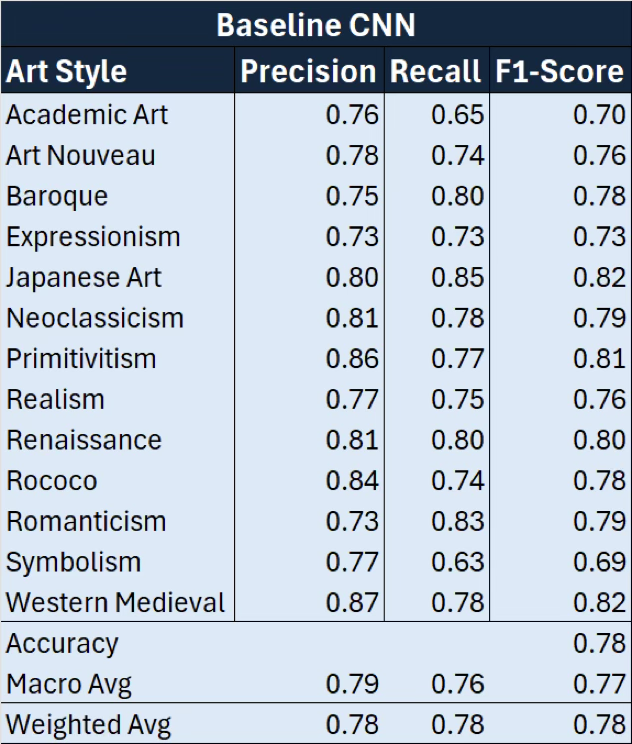 Baseline CNN
Art Style Precision Recall F1-Score
Academic Art 0.76 0.65 0.70
Art Nouveau 0.78 0.74 0.76
Baroque 0.75 0.80 0.78
Expressionism 0.73 0.73 0.73
Japanese Art 0.80 0.85 0.82
Neoclassicism 0.81 0.78 0.79
Primitivitism 0.86 0.77 0.81
Realism 0.77 0.75 0.76
Renaissance 0.81 0.80 0.80
Rococo 0.84 0.74 0.78
Romanticism 0.73 0.83 0.79
Symbolism 0.77 0.63 0.69
Western Medieval 0.87 0.78 0.82
Accuracy 0.78
Macro Avg 0.79 0.76 0.77
Weighted Avg 0.78 0.78 0.78